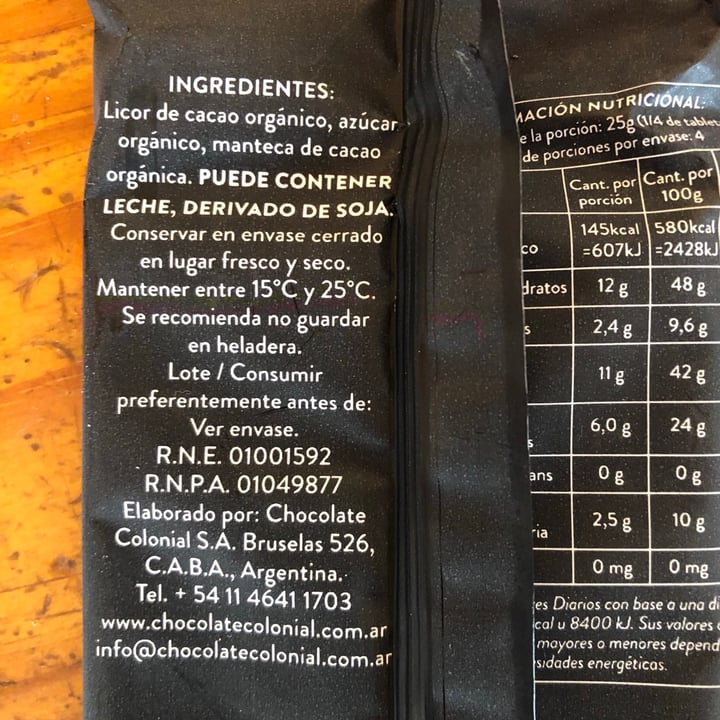 INGREDIENTES:
Licor de cacao orgánico, azúcar
orgánico, manteca de cacao
orgánica. PUEDE CONTENER
LECHE, DERIVADO DE SOJA.
Conservar en envase cerrado
en lugar fresco y seco.
Mantener entre 15°C y 25°C.
Se recomienda no guardar
en heladera.
Lote / Consumir
preferentemente antes de:
Ver envase.
R.N.E. 01001592
R.N.P.A. 01049877
Elaborado por: Chocolate
Colonial S.A. Bruselas 526,
C.A.B.A., Argentina.
Tel. + 54 11 4641 1703
www.chocolatecolonial.com.ar
info@chocolatecolonial.com.ar
MACIÓN NUTRICIONAL:
e la porción: 25g (1/4 de tablet
de porciones por envase: 4
Cant. por porción Cant. por 100g
co 145kcal =607kJ 580kcal =2428kJ
dratos 12 g 48 g
s 2,4 g 9,6 g
11 g 42 g
s 6,0 g 24 g
ans 0 g 0 g
ria 2,5 g 10 g
0 mg 0 mg
es Diarios con base a una di
cal u 8400 kJ. Sus valores
mayores o menores depend
sidades energéticas.